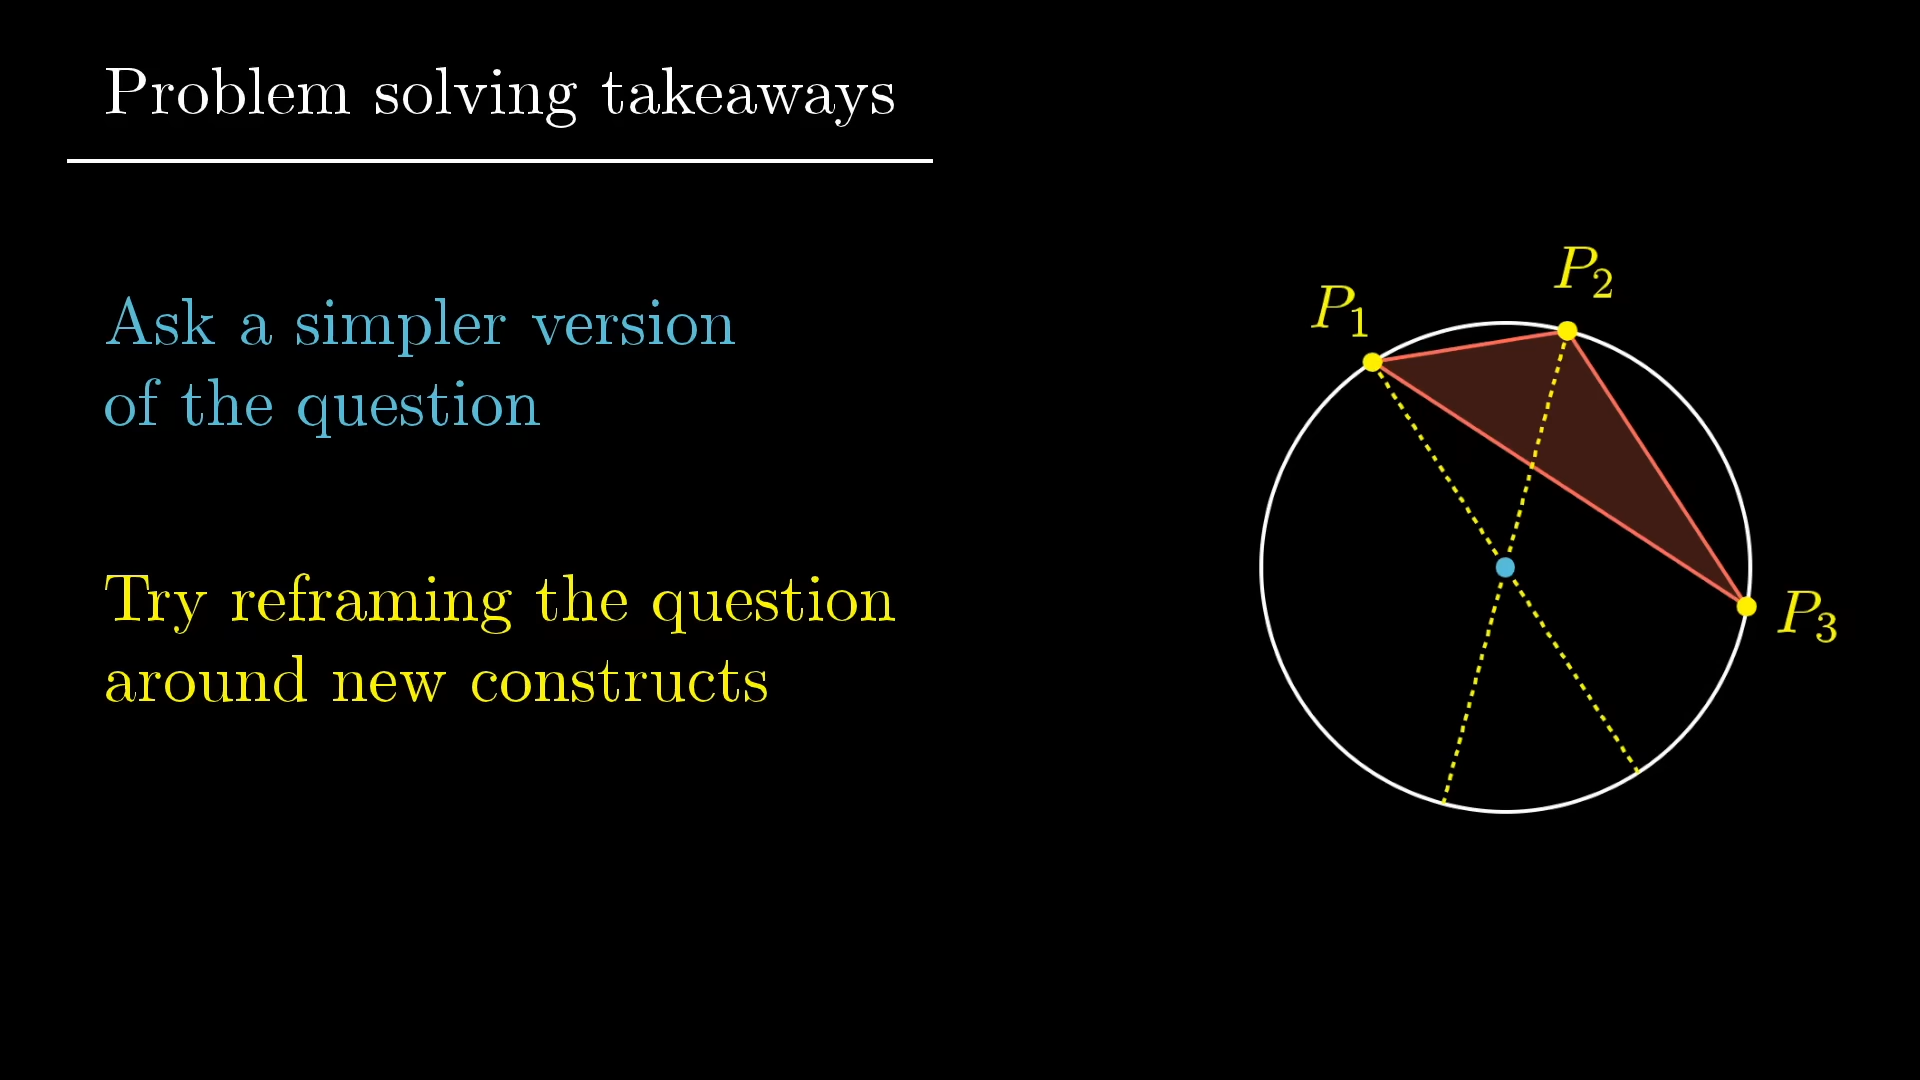 Problem solving takeaways
Ask a simpler version
of the question
Try reframing the question
around new constructs
P₁
P₂
P₃